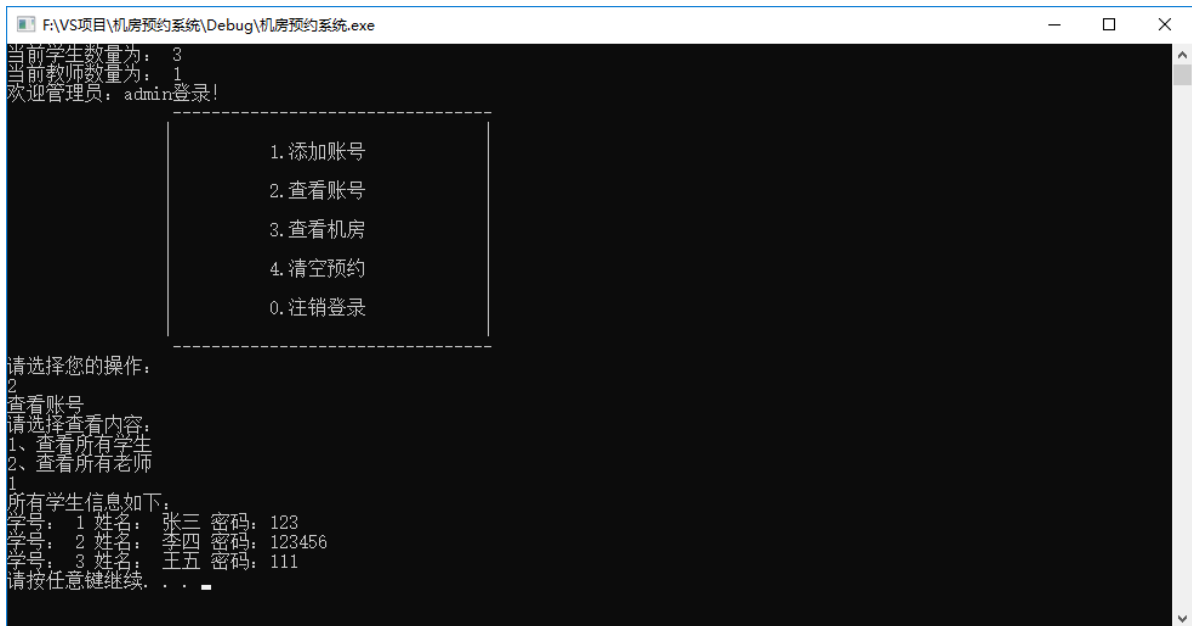 F:\VS项目\机房预约系统\Debug\机房预约系统.exe
当前学生数量为： 3
当前教师数量为： 1
欢迎管理员：admin登录!
---------------------------------
1.添加账号
2.查看账号
3.查看机房
4.清空预约
0.注销登录
---------------------------------
请选择您的操作：
2
查看账号
请选择查看内容：
1、查看所有学生
2、查看所有老师
1
所有学生信息如下：
学号： 1 姓名： 张三 密码：123
学号： 2 姓名： 李四 密码：123456
学号： 3 姓名： 王五 密码：111
请按任意键继续. . .